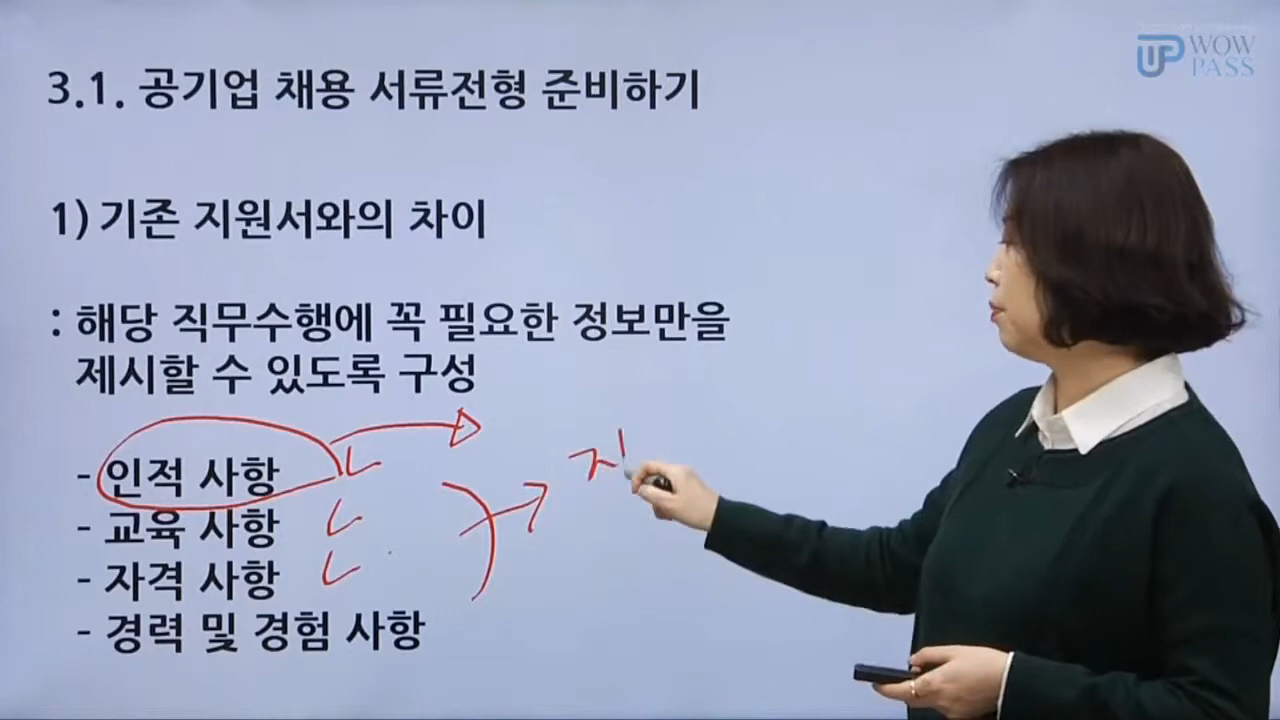 UP WOW
PASS
3.1. 공기업 채용 서류전형 준비하기
1) 기존 지원서와의 차이
: 해당 직무수행에 꼭 필요한 정보만을
제시할 수 있도록 구성
- 인적 사항
- 교육 사항
- 자격 사항
- 경력 및 경험 사항